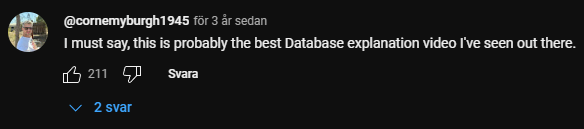 @cornemyburgh1945 för 3 år sedan
I must say, this is probably the best Database explanation video I've seen out there.
211 Svara
2 svar